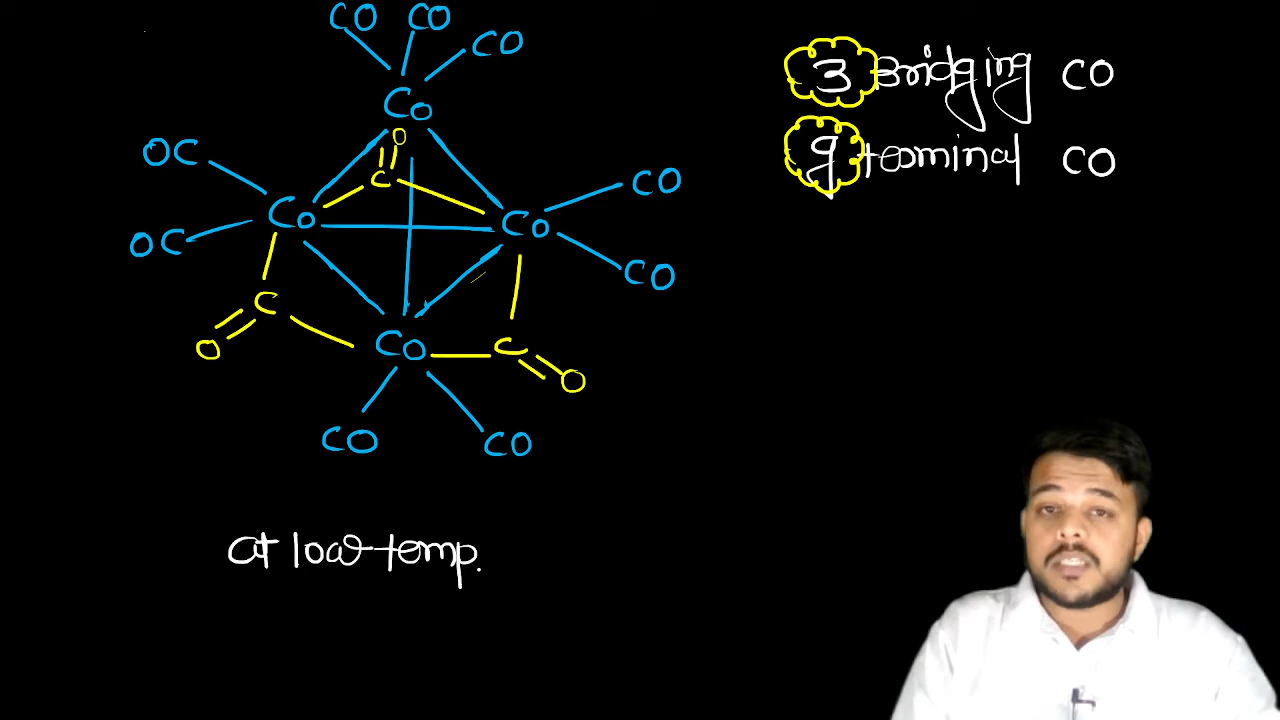 CO CO CO
3 Bridging CO
Co
O
OC
C
9 terminal CO
CO
Co
Co
OC
CO
C
O
Co
C
O
CO
CO
at low temp.